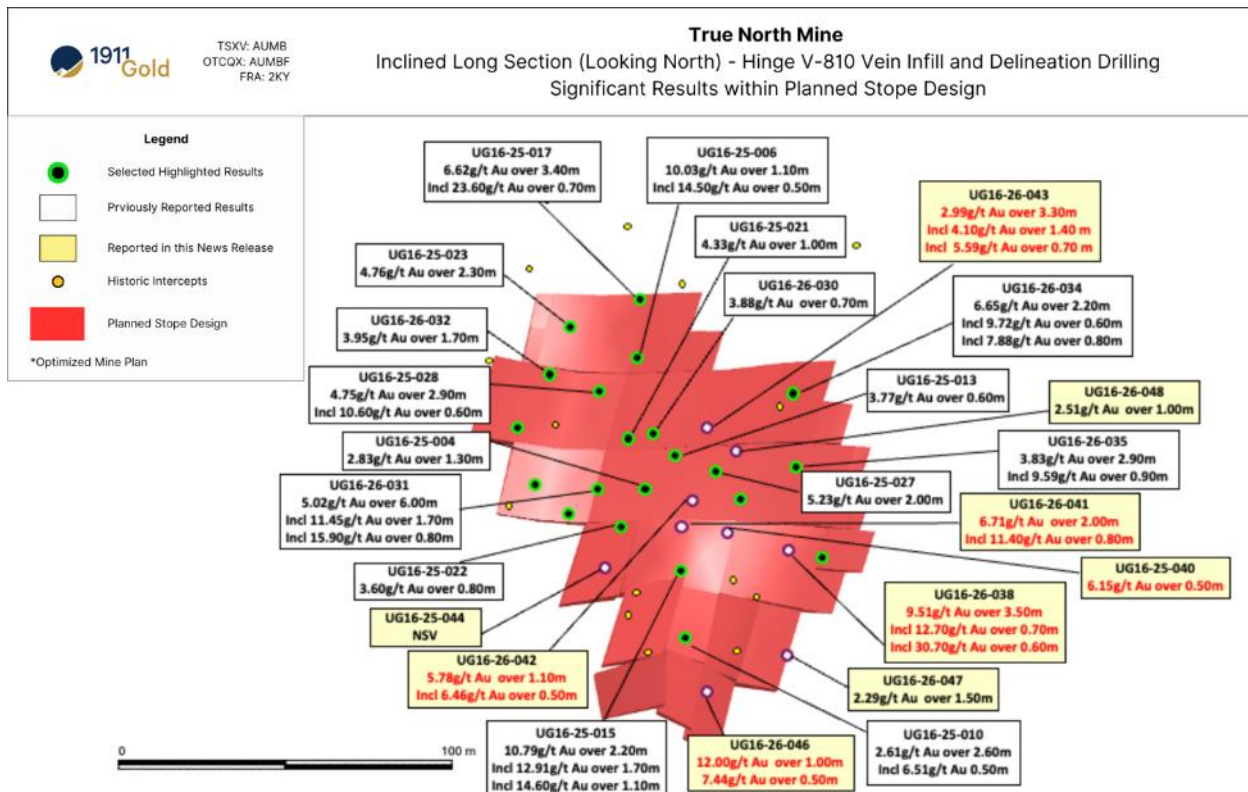 1911
Gold
TSXV: AUMB
OTCQX: AUMBF
FRA: 2KY
True North Mine
Inclined Long Section (Looking North) - Hinge V-810 Vein Infill and Delineation Drilling
Significant Results within Planned Stope Design
Legend
Selected Highlighted Results
Prviously Reported Results
Reported in this News Release
Historic Intercepts
Planned Stope Design
*Optimized Mine Plan
UG16-25-017
6.62g/t Au over 3.40m
Incl 23.60g/t Au over 0.70m
UG16-25-006
10.03g/t Au over 1.10m
Incl 14.50g/t Au over 0.50m
UG16-25-021
4.33g/t Au over 1.00m
UG16-26-043
2.99g/t Au over 3.30m
Incl 4.10g/t Au over 1.40 m
Incl 5.59g/t Au over 0.70 m
UG16-25-023
4.76g/t Au over 2.30m
UG16-26-030
3.88g/t Au over 0.70m
UG16-26-034
6.65g/t Au over 2.20m
Incl 9.72g/t Au over 0.60m
Incl 7.88g/t Au over 0.80m
UG16-26-032
3.95g/t Au over 1.70m
UG16-25-028
4.75g/t Au over 2.90m
Incl 10.60g/t Au over 0.60m
UG16-25-013
3.77g/t Au over 0.60m
UG16-26-048
2.51g/t Au over 1.00m
UG16-25-004
2.83g/t Au over 1.30m
UG16-26-035
3.83g/t Au over 2.90m
Incl 9.59g/t Au over 0.90m
UG16-26-031
5.02g/t Au over 6.00m
Incl 11.45g/t Au over 1.70m
Incl 15.90g/t Au over 0.80m
UG16-25-027
5.23g/t Au over 2.00m
UG16-26-041
6.71g/t Au over 2.00m
Incl 11.40g/t Au over 0.80m
UG16-25-022
3.60g/t Au over 0.80m
UG16-25-040
6.15g/t Au over 0.50m
UG16-25-044
NSV
UG16-26-038
9.51g/t Au over 3.50m
Incl 12.70g/t Au over 0.70m
Incl 30.70g/t Au over 0.60m
UG16-26-042
5.78g/t Au over 1.10m
Incl 6.46g/t Au over 0.50m
UG16-26-047
2.29g/t Au over 1.50m
UG16-25-015
10.79g/t Au over 2.20m
Incl 12.91g/t Au over 1.70m
Incl 14.60g/t Au over 1.10m
UG16-26-046
12.00g/t Au over 1.00m
7.44g/t Au over 0.50m
UG16-25-010
2.61g/t Au over 2.60m
Incl 6.51g/t Au 0.50m
0
100 m